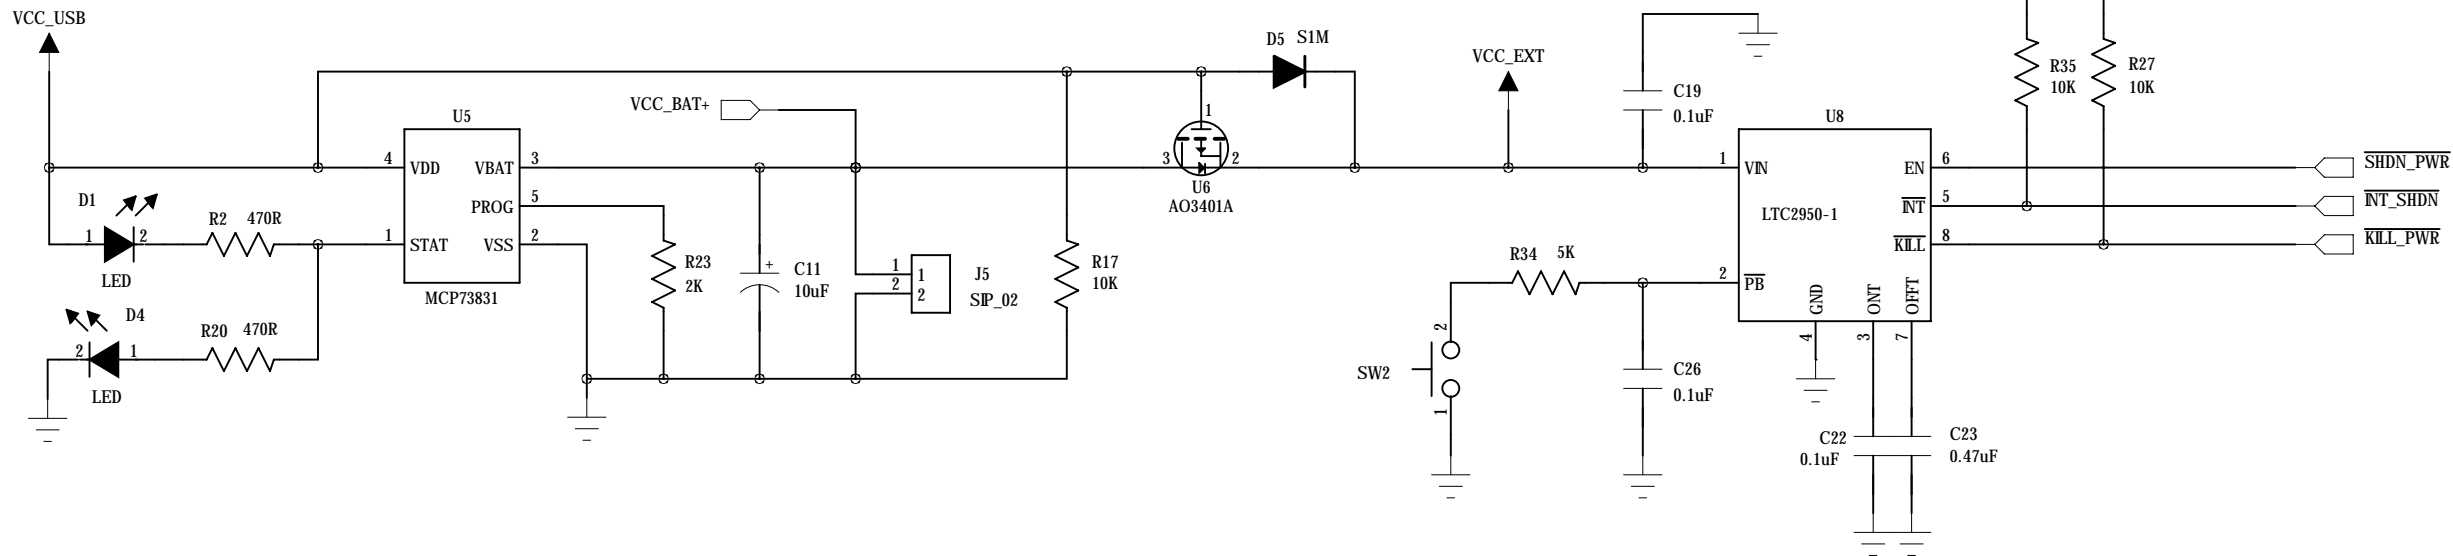 VCC_USB
D5 S1M
VCC_EXT
R35
10K
R27
10K
VCC_BAT+
C19
0.1uF
U5
1
U8
4
VDD
VBAT
3
3
2
1
VIN
EN
6
SHDN_PWR
U6
AO3401A
D1
R2 470R
PROG
5
LTC2950-1
INT
5
INT_SHDN
1
2
1
STAT
VSS
2
KILL
8
KILL_PWR
LED
R23
2K
+
C11
10uF
1
1
2
2
J5
SIP_02
R17
10K
R34 5K
2
PB
MCP73831
GND
ONT
OFFT
D4
R20 470R
2
1
LED
2
4
3
7
SW2
1
C26
0.1uF
C22
0.1uF
C23
0.47uF